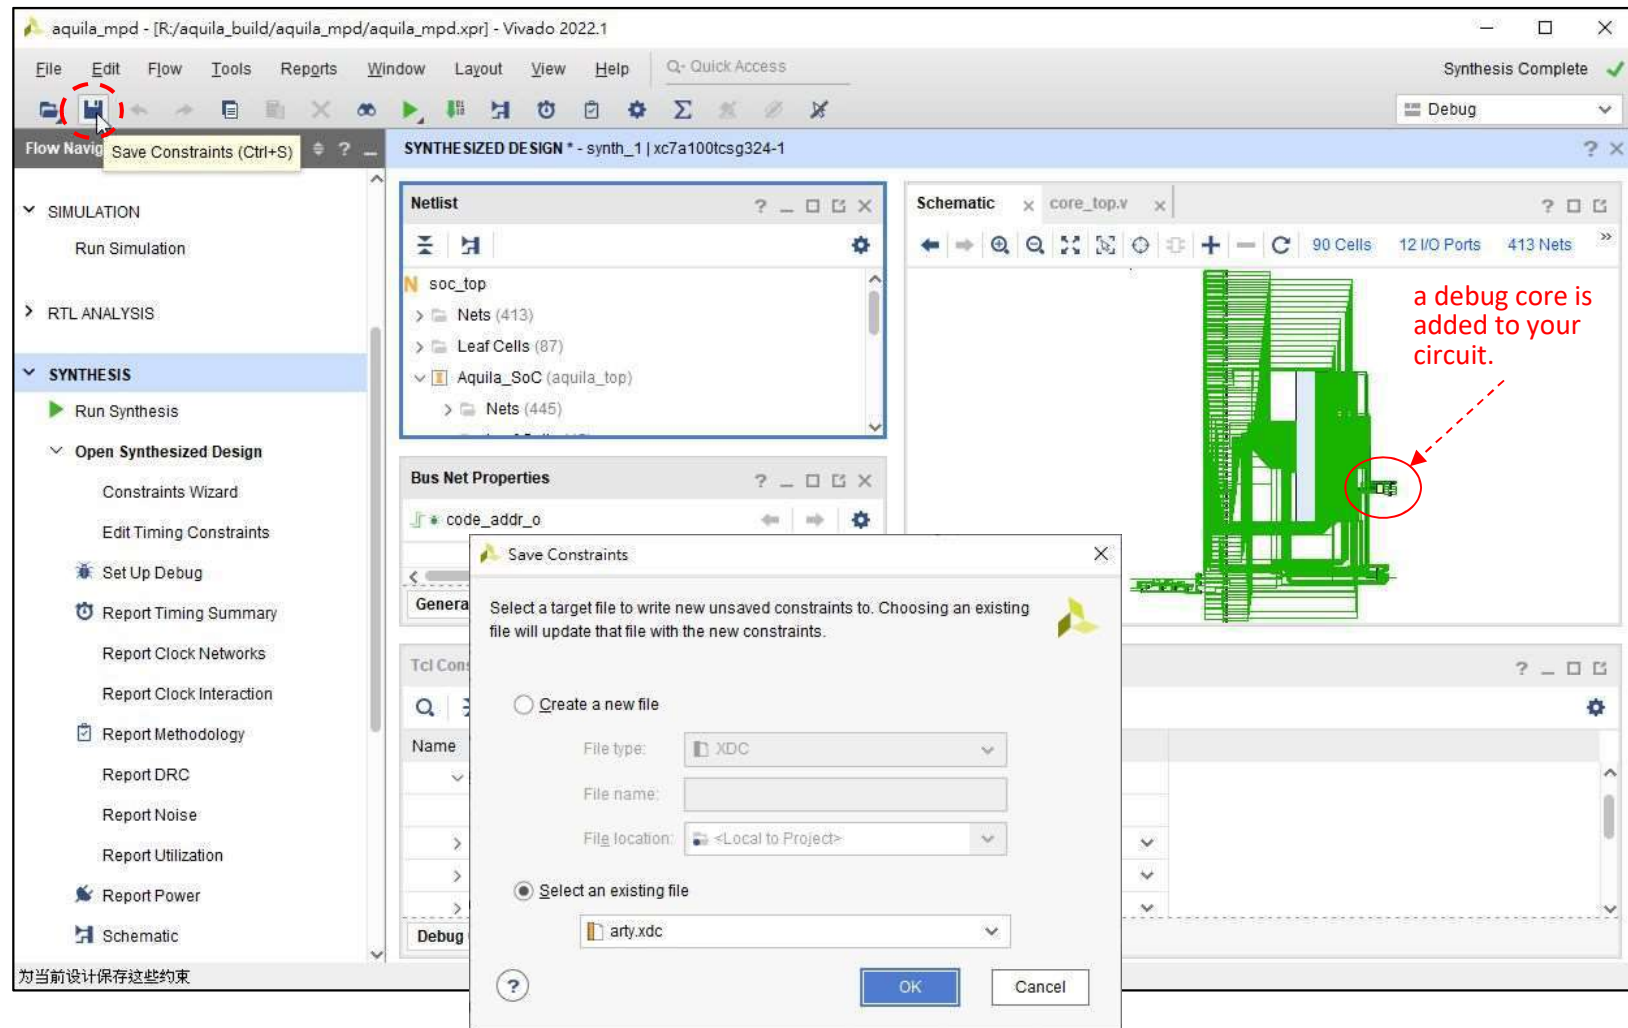 aquila_mpd - [R:/aquila_build/aquila_mpd/aquila_mpd.xpr] - Vivado 2022.1
File Edit Flow Tools Reports Window Layout View Help Q- Quick Access
Synthesis Complete
Debug
Save Constraints (Ctrl+S)
Flow Navig
SYNTHESIZED DESIGN * - synth_1 | xc7a100tcsg324-1
SIMULATION
Run Simulation
RTL ANALYSIS
SYNTHESIS
Run Synthesis
Open Synthesized Design
Constraints Wizard
Edit Timing Constraints
Set Up Debug
Report Timing Summary
Report Clock Networks
Report Clock Interaction
Report Methodology
Report DRC
Report Noise
Report Utilization
Report Power
Schematic
Netlist
N soc_top
Nets (413)
Leaf Cells (87)
Aquila_SoC (aquila_top)
Nets (445)
Bus Net Properties
code_addr_o
Genera
Schematic core_top.v
90 Cells 12 I/O Ports 413 Nets
a debug core is
added to your
circuit.
Tcl Cons
Name
Debug
Save Constraints
Select a target file to write new unsaved constraints to. Choosing an existing
file will update that file with the new constraints.
Create a new file
File type: XDC
File name:
File location: <Local to Project>
Select an existing file
arty.xdc
OK Cancel
为当前设计保存这些约束